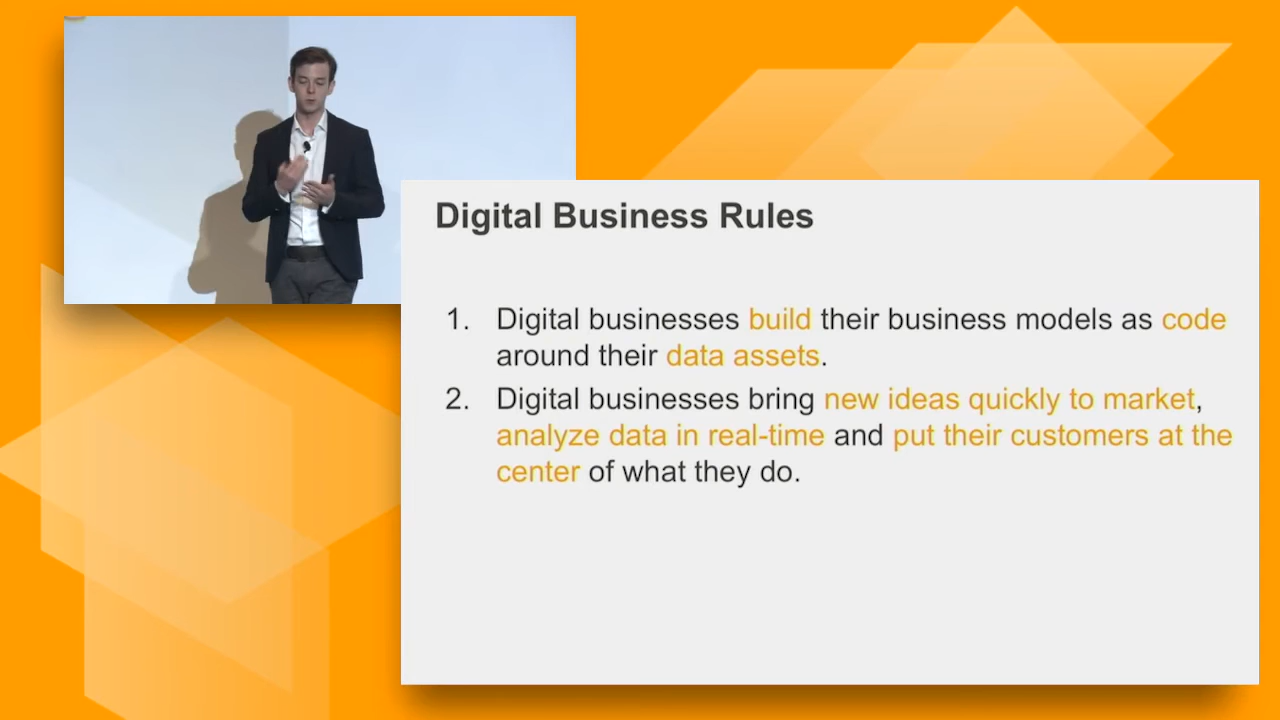 Digital Business Rules
1. Digital businesses build their business models as code
around their data assets.
2. Digital businesses bring new ideas quickly to market,
analyze data in real-time and put their customers at the
center of what they do.